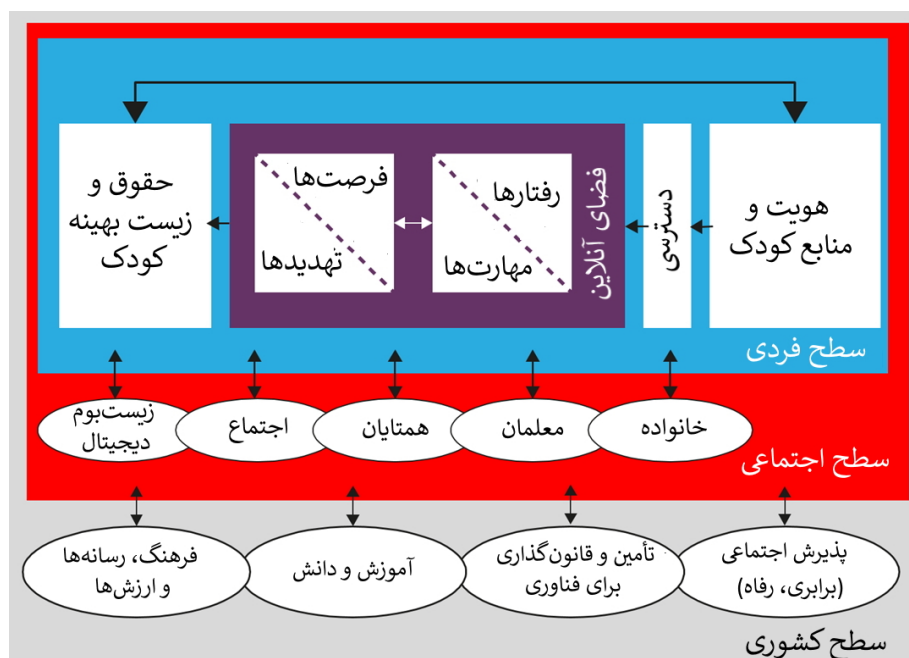 هویت و
منابع کودک
دسترسی
فضای آنلاین
رفتارها
مهارت‌ها
فرصت‌ها
تهدیدها
حقوق و
زیست بهینه
کودک
سطح فردی
خانواده
معلمان
همتایان
اجتماع
زیست‌بوم
دیجیتال
سطح اجتماعی
پذیرش اجتماعی
(برابری، رفاه)
تأمین و قانون‌گذاری
برای فناوری
آموزش و دانش
فرهنگ، رسانه‌ها
و ارزش‌ها
سطح کشوری